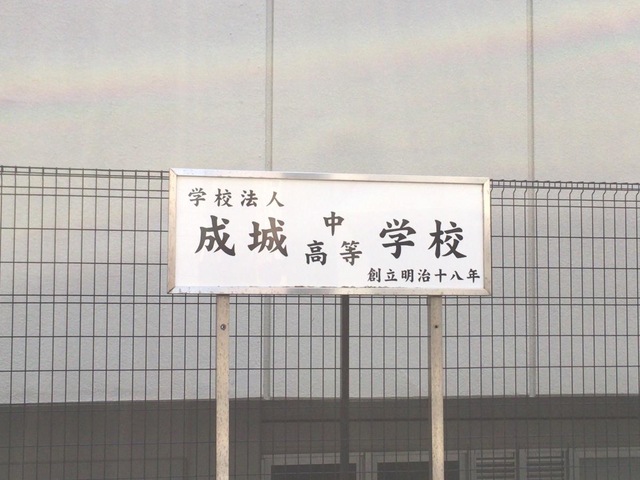 学校法人
成城中高等学校
創立明治十八年